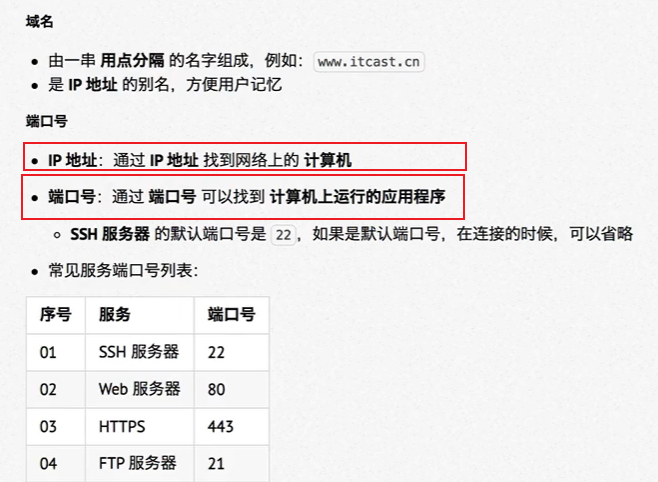 域名
由一串 用点分隔 的名字组成，例如： www.itcast.cn
是 IP 地址 的别名，方便用户记忆
端口号
IP 地址：通过 IP 地址 找到网络上的 计算机
端口号：通过 端口号 可以找到 计算机上运行的应用程序
SSH 服务器 的默认端口号是 22，如果是默认端口号，在连接的时候，可以省略
常见服务端口号列表：
序号 服务 端口号
01 SSH 服务器 22
02 Web 服务器 80
03 HTTPS 443
04 FTP 服务器 21